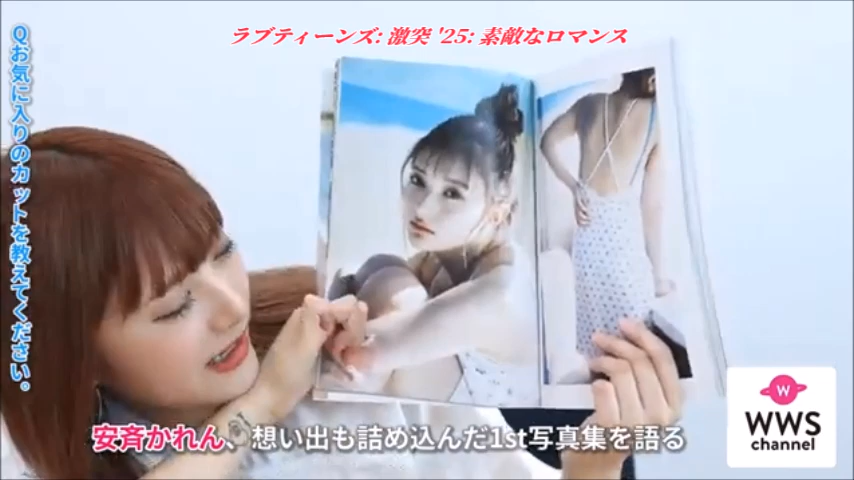 ラブティーンズ: 激突 '25: 素敵なロマンス
Qお気に入りのカットを教えてください。
安斉かれん、想い出も詰め込んだ1st写真集を語る
W
WWS
channel